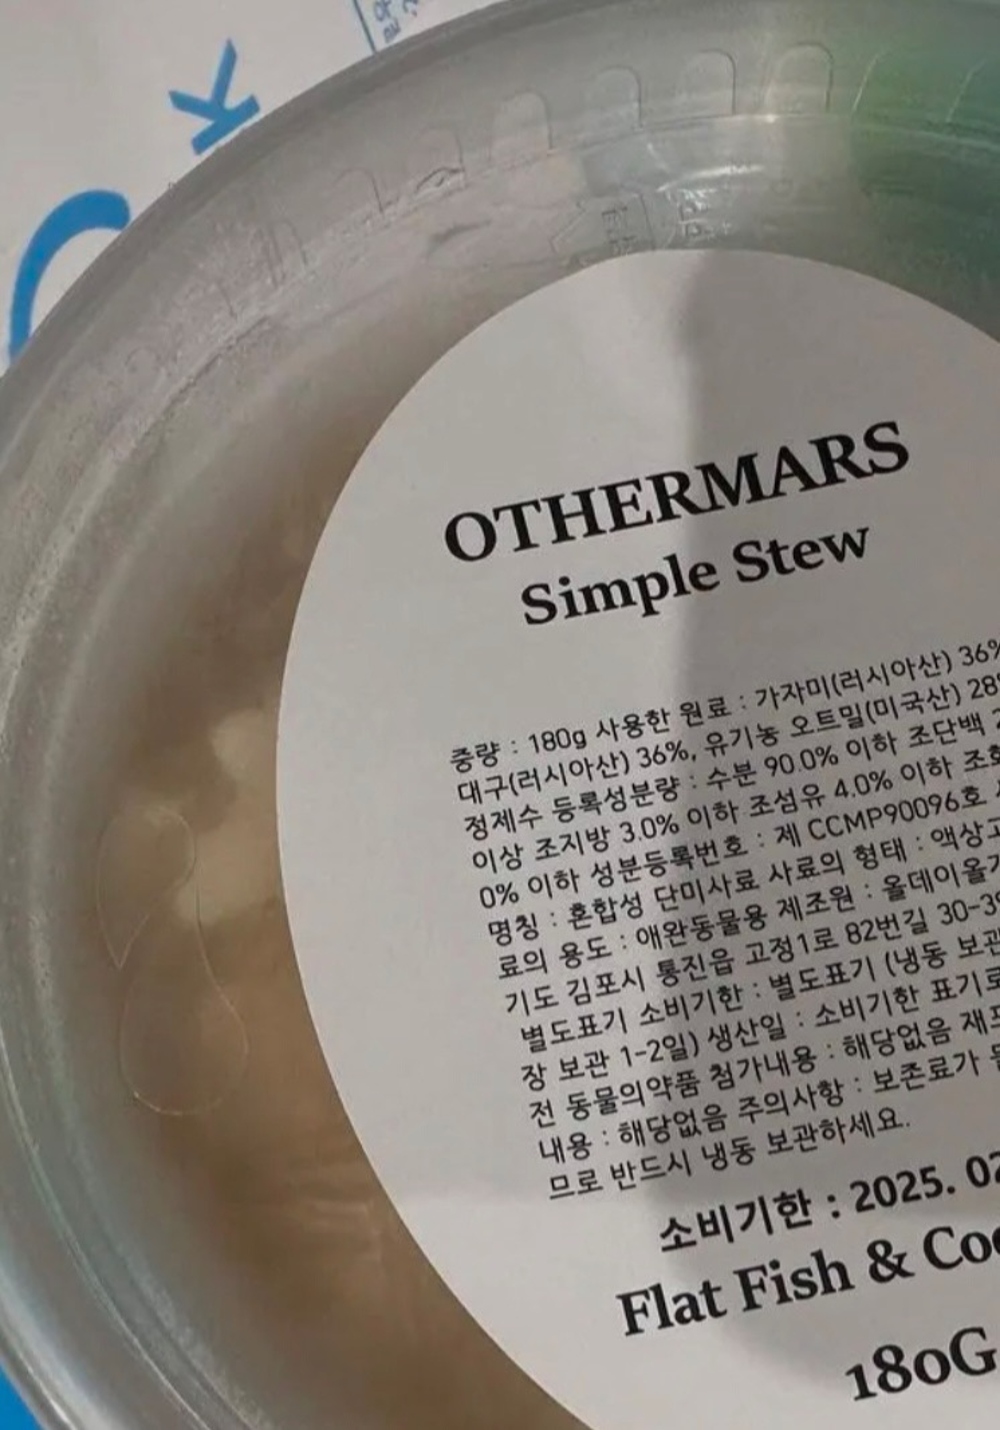 k
OTHERMARS
Simple Stew
중량 : 180g 사용한 원료 : 가자미(러시아산) 36%
대구(러시아산) 36%, 유기농 오트밀(미국산) 28
정제수 등록성분량 : 수분 90.0% 이하 조단백
이상 조지방 3.0% 이하 조섬유 4.0% 이하 조회
0% 이하 성분등록번호 : 제 CCMP90096호
명칭 : 혼합성 단미사료 사료의 형태 : 액상
료의 용도 : 애완동물용 제조원 : 올데이올
기도 김포시 통진읍 고정1로 82번길 30-3
별도표기 소비기한 : 별도표기 (냉동 보관
장 보관 1-2일) 생산일 : 소비기한 표기로
전 동물의약품 첨가내용 : 해당없음 재포
내용 : 해당없음 주의사항 : 보존료가
므로 반드시 냉동 보관하세요.
소비기한 : 2025. 02
Flat Fish & Co
180G